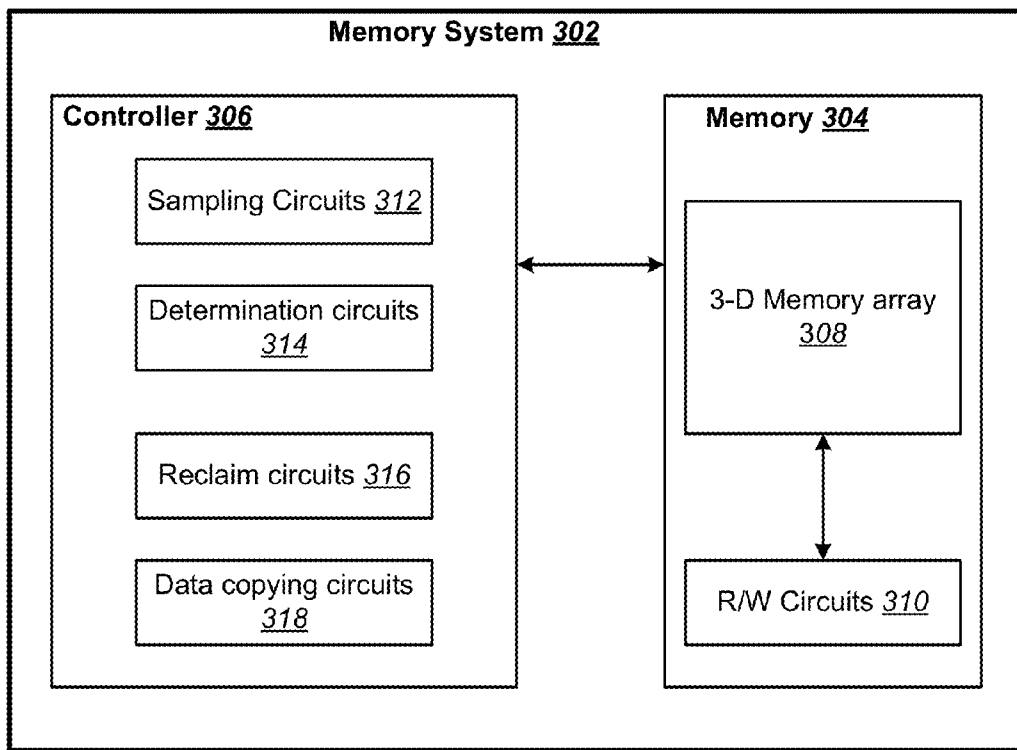 Memory System 302
Controller 306
Sampling Circuits 312
Determination circuits
314
Reclaim circuits 316
Data copying circuits
318
Memory 304
3-D Memory array
308
R/W Circuits 310